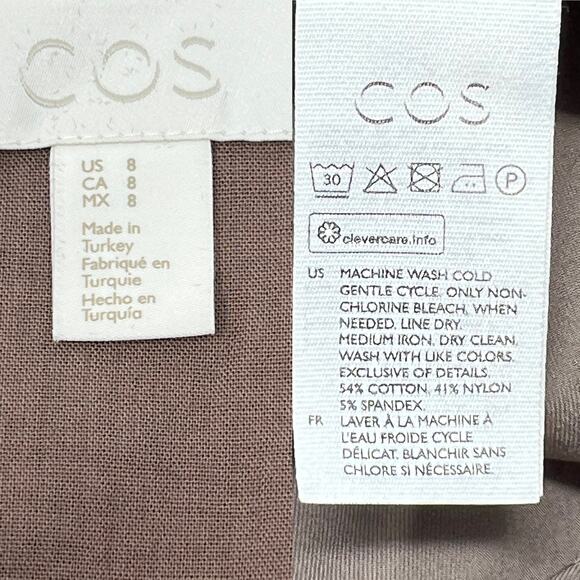 COS
US 8
CA 8
MX 8
Made in
Turkey
Fabriqué en
Turquie
Hecho en
Turquía
COS
30
P
clevercare.info
US MACHINE WASH COLD
GENTLE CYCLE. ONLY NON-
CHLORINE BLEACH, WHEN
NEEDED. LINE DRY.
MEDIUM IRON. DRY CLEAN.
WASH WITH LIKE COLORS.
EXCLUSIVE OF DETAILS.
54% COTTON, 41% NYLON
5% SPANDEX.
FR LAVER À LA MACHINE À
L'EAU FROIDE CYCLE
DÉLICAT. BLANCHIR SANS
CHLORE SI NÉCESSAIRE.